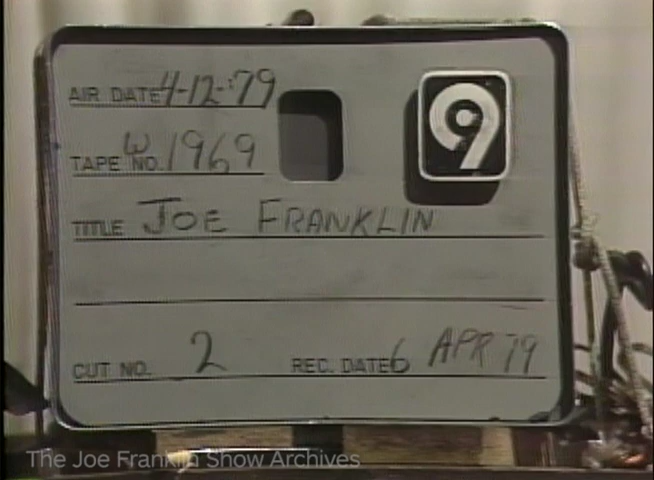 AIR DATE 4-12-79
9
TAPE NO. W1969
TITLE JOE FRANKLIN
CUT NO. 2 REC. DATE 6 APR 79
The Joe Franklin Show Archives